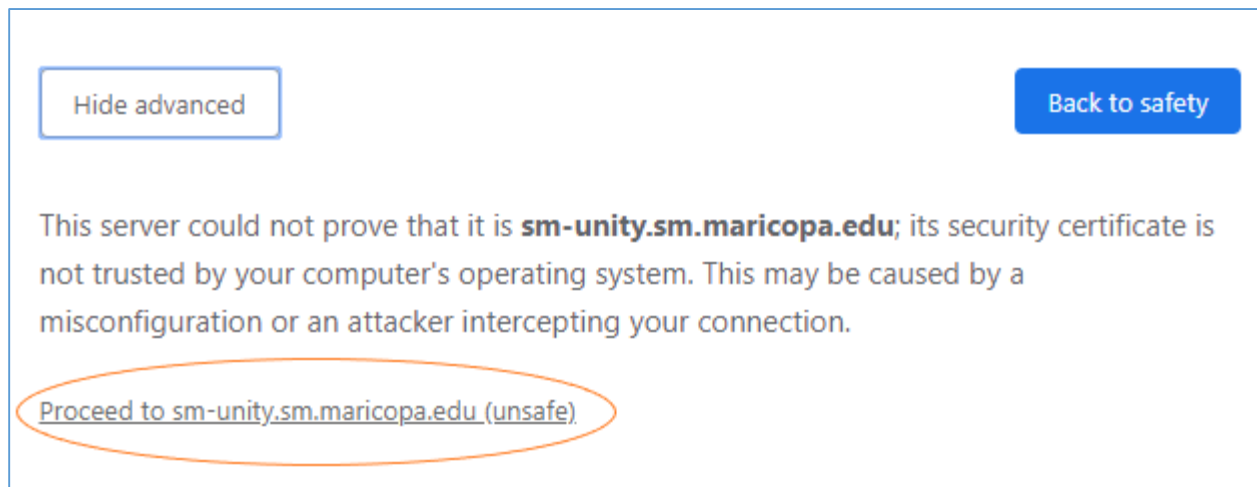 Hide advanced
Back to safety
This server could not prove that it is sm-unity.sm.maricopa.edu; its security certificate is
not trusted by your computer's operating system. This may be caused by a
misconfiguration or an attacker intercepting your connection.
Proceed to sm-unity.sm.maricopa.edu (unsafe)